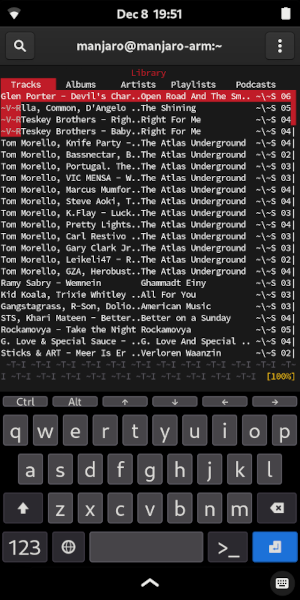 Dec 8 19:51
manjaro@manjaro-arm:~
Library
Tracks Albums Artists Playlists Podcasts
Glen Porter - Devil's Char..Open Road And The Sm.. ~\~S 06
~V~Rlla, Common, D'Angelo ..The Shining ~\~S 05|
~V~RTeskey Brothers - Righ..Right For Me ~\~S 04|
~V~RTeskey Brothers - Baby..Right For Me ~\~S 04|
Tom Morello, Knife Party -..The Atlas Underground ~\~S 04|
Tom Morello, Bassnectar, B..The Atlas Underground ~\~S 02|
Tom Morello, Portugal. The..The Atlas Underground ~\~S 03|
Tom Morello, VIC MENSA - W..The Atlas Underground ~\~S 03|
Tom Morello, Marcus Mumfor..The Atlas Underground ~\~S 04|
Tom Morello, Steve Aoki, T..The Atlas Underground ~\~S 04|
Tom Morello, K.Flay - Luck..The Atlas Underground ~\~S 03|
Tom Morello, Pretty Lights..The Atlas Underground ~\~S 04|
Tom Morello, Carl Restivo ..The Atlas Underground ~\~S 03|
Tom Morello, Gary Clark Jr..The Atlas Underground ~\~S 03|
Tom Morello, Leikeli47 - R..The Atlas Underground ~\~S 02|
Tom Morello, GZA, Herobust..The Atlas Underground ~\~S 04|
Ramy Sabry - Wemnein Ghammadt Einy ~\~S 03|
Kid Koala, Trixie Whitley ..All For You ~\~S 03|
Gangstagrass, R-Son, Dolio..American Music ~\~S 03|
STS, Khari Mateen - Better..Better on a Sunday ~\~S 04|
Rockamovya - Take the Night Rockamovya ~\~S 05|
G. Love & Special Sauce - ..G. Love And Special .. ~\~S 04|
Sticks & ART - Meer Is Er ..Verloren Waanzin ~\~S 02|
[100%]
Ctrl Alt ↑ ↓ ← →
q w e r t y u i o p
a s d f g h j k l
z x c v b n m
123 >_